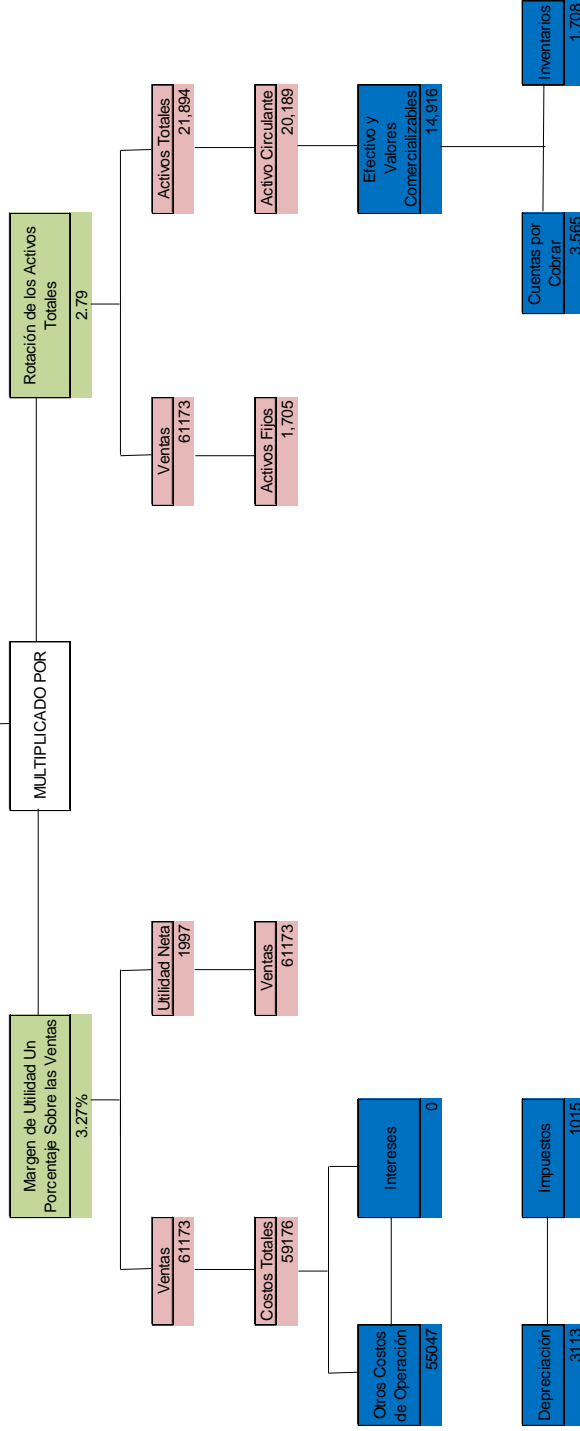 MULTIPLICADO POR
Margen de Utilidad Un
Porcentaje Sobre las Ventas
3.27%
Rotación de los Activos
Totales
2.79
Ventas
61173
Utilidad Neta
1997
Ventas
61173
Activos Totales
21,894
Costos Totales
59176
Ventas
61173
Activos Fijos
1,705
Activo Circulante
20,189
Otros Costos
de Operación
55047
Intereses
0
Efectivo y
Valores
Comercializables
14,916
Depreciación
3113
Impuestos
1015
Cuentas por
Cobrar
3,565
Inventarios
1,708